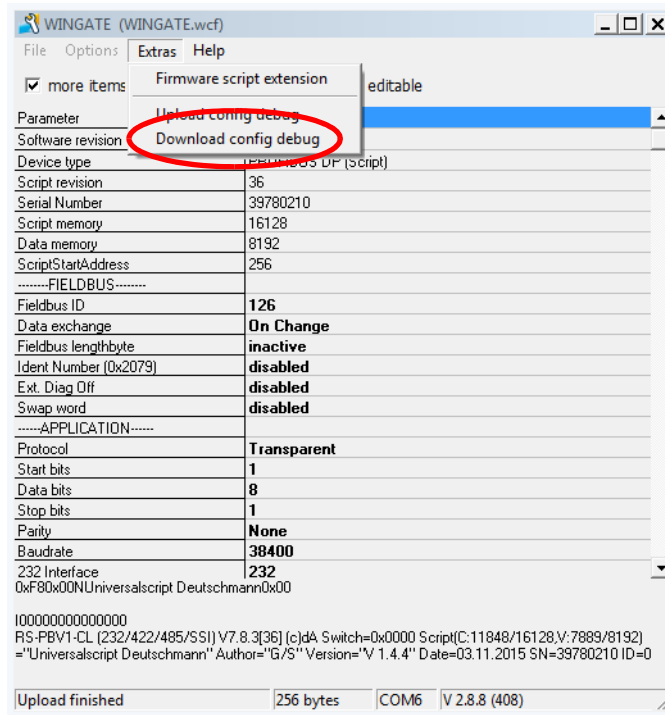 WINGATE (WINGATE.wcf)
File Options Extras Help
more items editable
Firmware script extension
Upload config debug
Download config debug
Parameter
Software revision
Device type PROFIBUS DP (Script)
Script revision 36
Serial Number 39780210
Script memory 16128
Data memory 8192
ScriptStartAddress 256
--------FIELDBUS--------
Fieldbus ID 126
Data exchange On Change
Fieldbus lengthbyte inactive
Ident Number (0x2079) disabled
Ext. Diag Off disabled
Swap word disabled
------APPLICATION------
Protocol Transparent
Start bits 1
Data bits 8
Stop bits 1
Parity None
Baudrate 38400
232 Interface 232
0xF80x00NUniversalscript Deutschmann0x00
I00000000000000
RS-PBV1-CL (232/422/485/SSI) V7.8.3[36] (c)dA Switch=0x0000 Script(C:11848/16128,V:7889/8192)
="Universalscript Deutschmann" Author="G/S" Version="V 1.4.4" Date=03.11.2015 SN=39780210 ID=0
Upload finished 256 bytes COM6 V 2.8.8 (408)